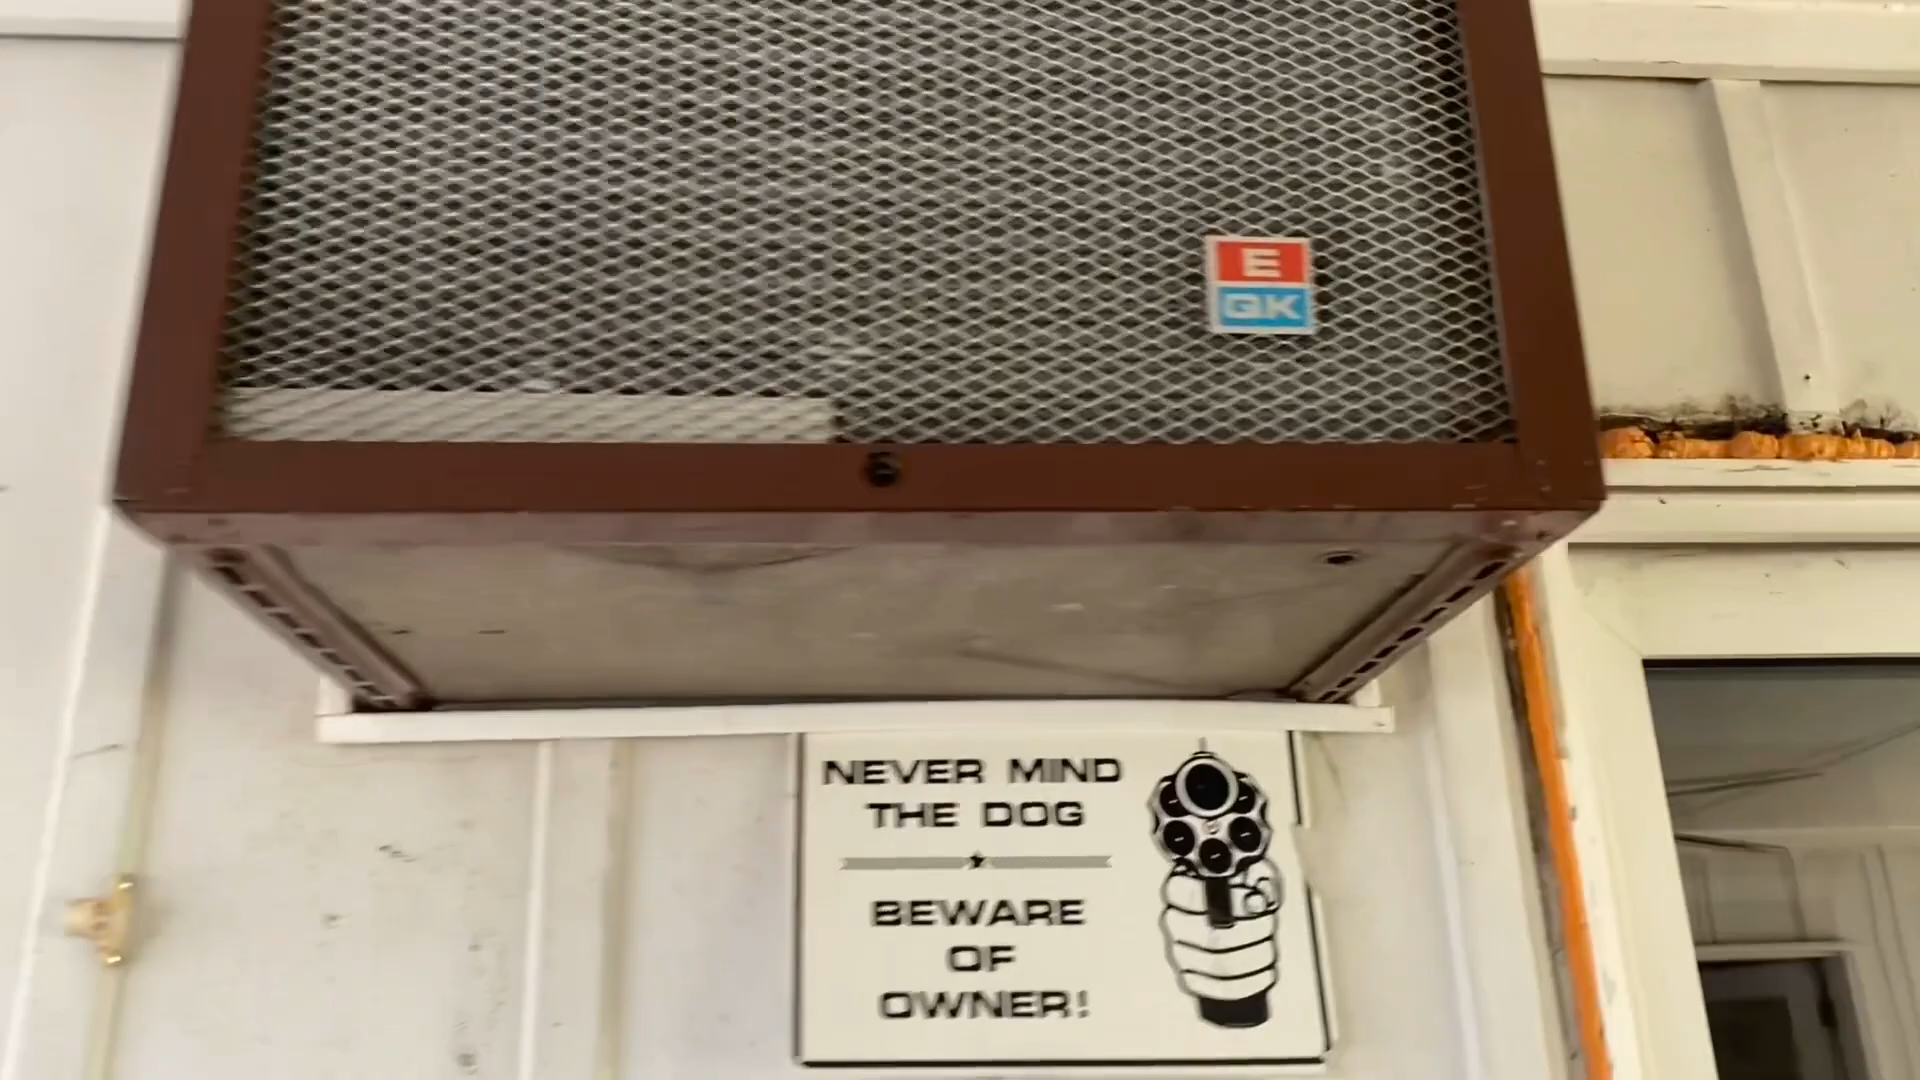 E
GK
NEVER MIND
THE DOG
BEWARE
OF
OWNER!